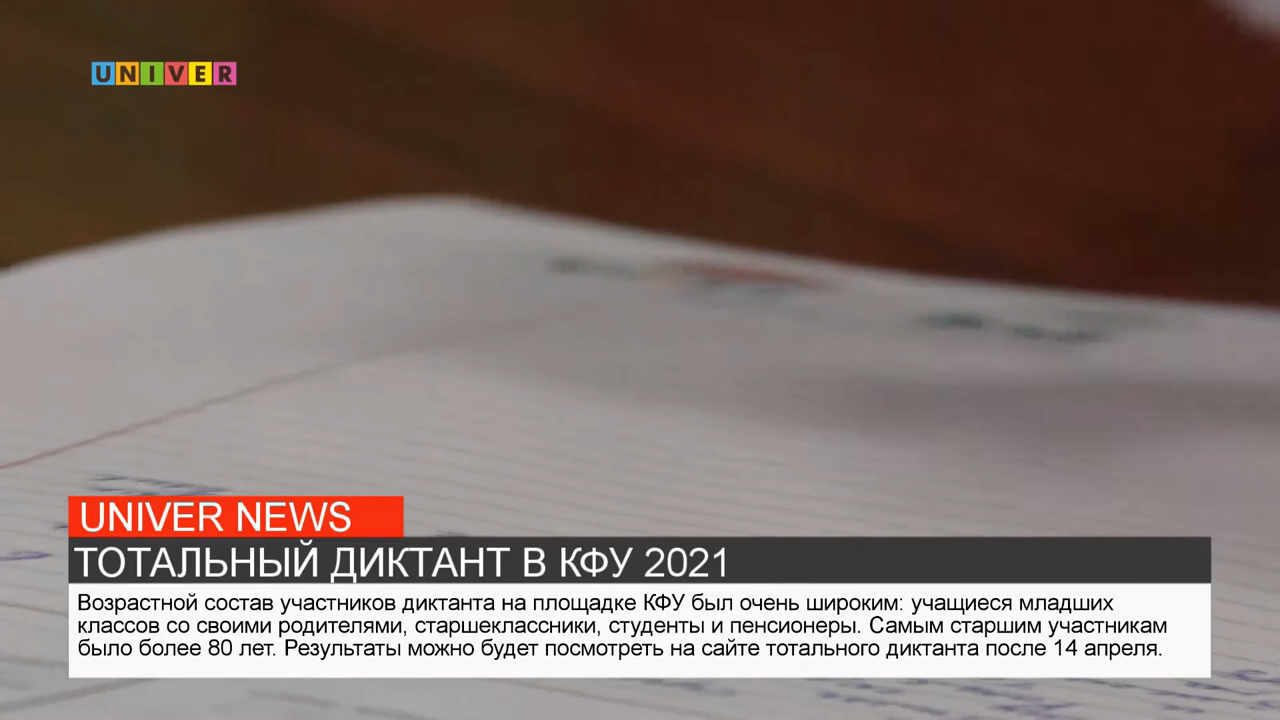 UNIVER
UNIVER NEWS
ТОТАЛЬНЫЙ ДИКТАНТ В КФУ 2021
Возрастной состав участников диктанта на площадке КФУ был очень широким: учащиеся младших
классов со своими родителями, старшеклассники, студенты и пенсионеры. Самым старшим участникам
было более 80 лет. Результаты можно будет посмотреть на сайте тотального диктанта после 14 апреля.